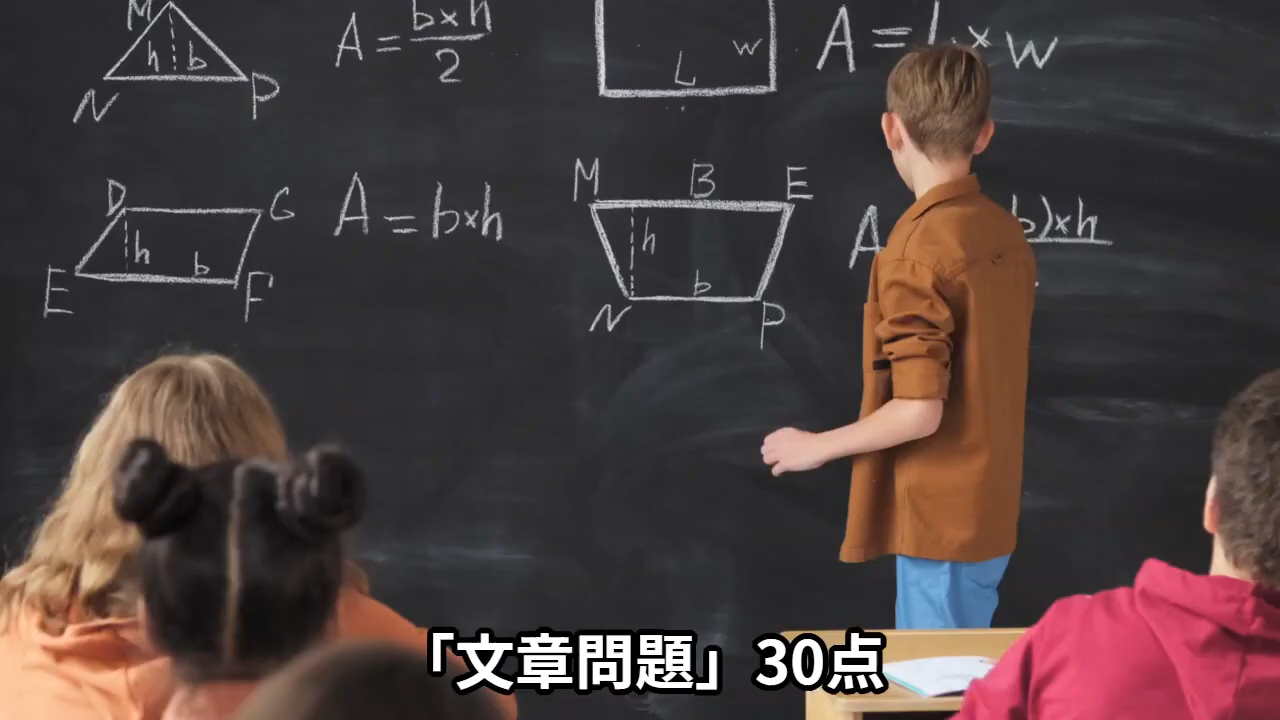 M
h b
N P
A = b×h
2
L w
A = L × w
D G
h
b
E F
A = b×h
M B E
h
b
N P
A b)×h
「文章問題」30点